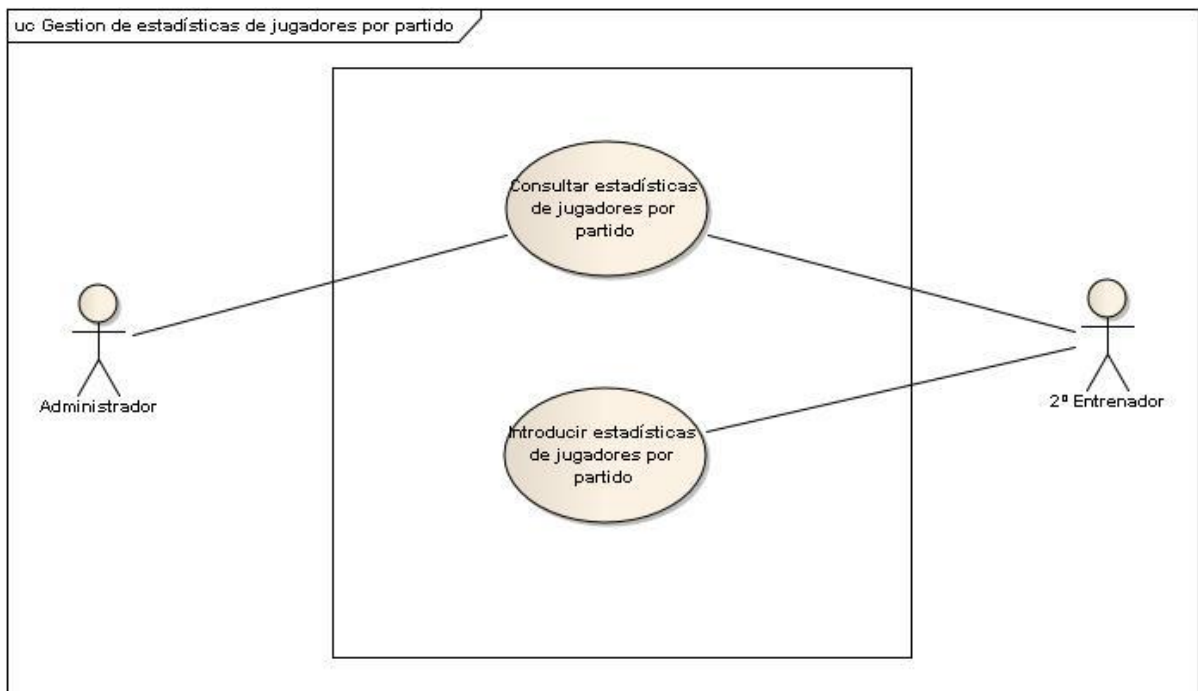 uc Gestion de estadísticas de jugadores por partido
Consultar estadísticas
de jugadores por
partido
Administrador
2º Entrenador
Introducir estadísticas
de jugadores por
partido